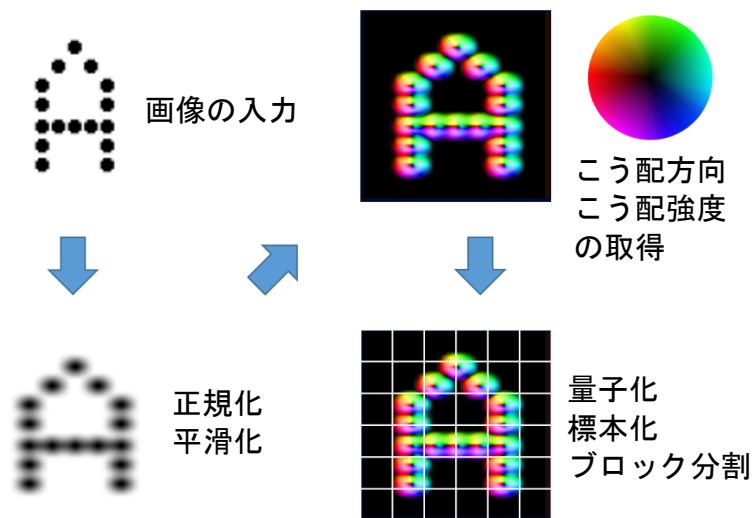 画像の入力
こう配方向
こう配強度
の取得
正規化
平滑化
量子化
標本化
ブロック分割